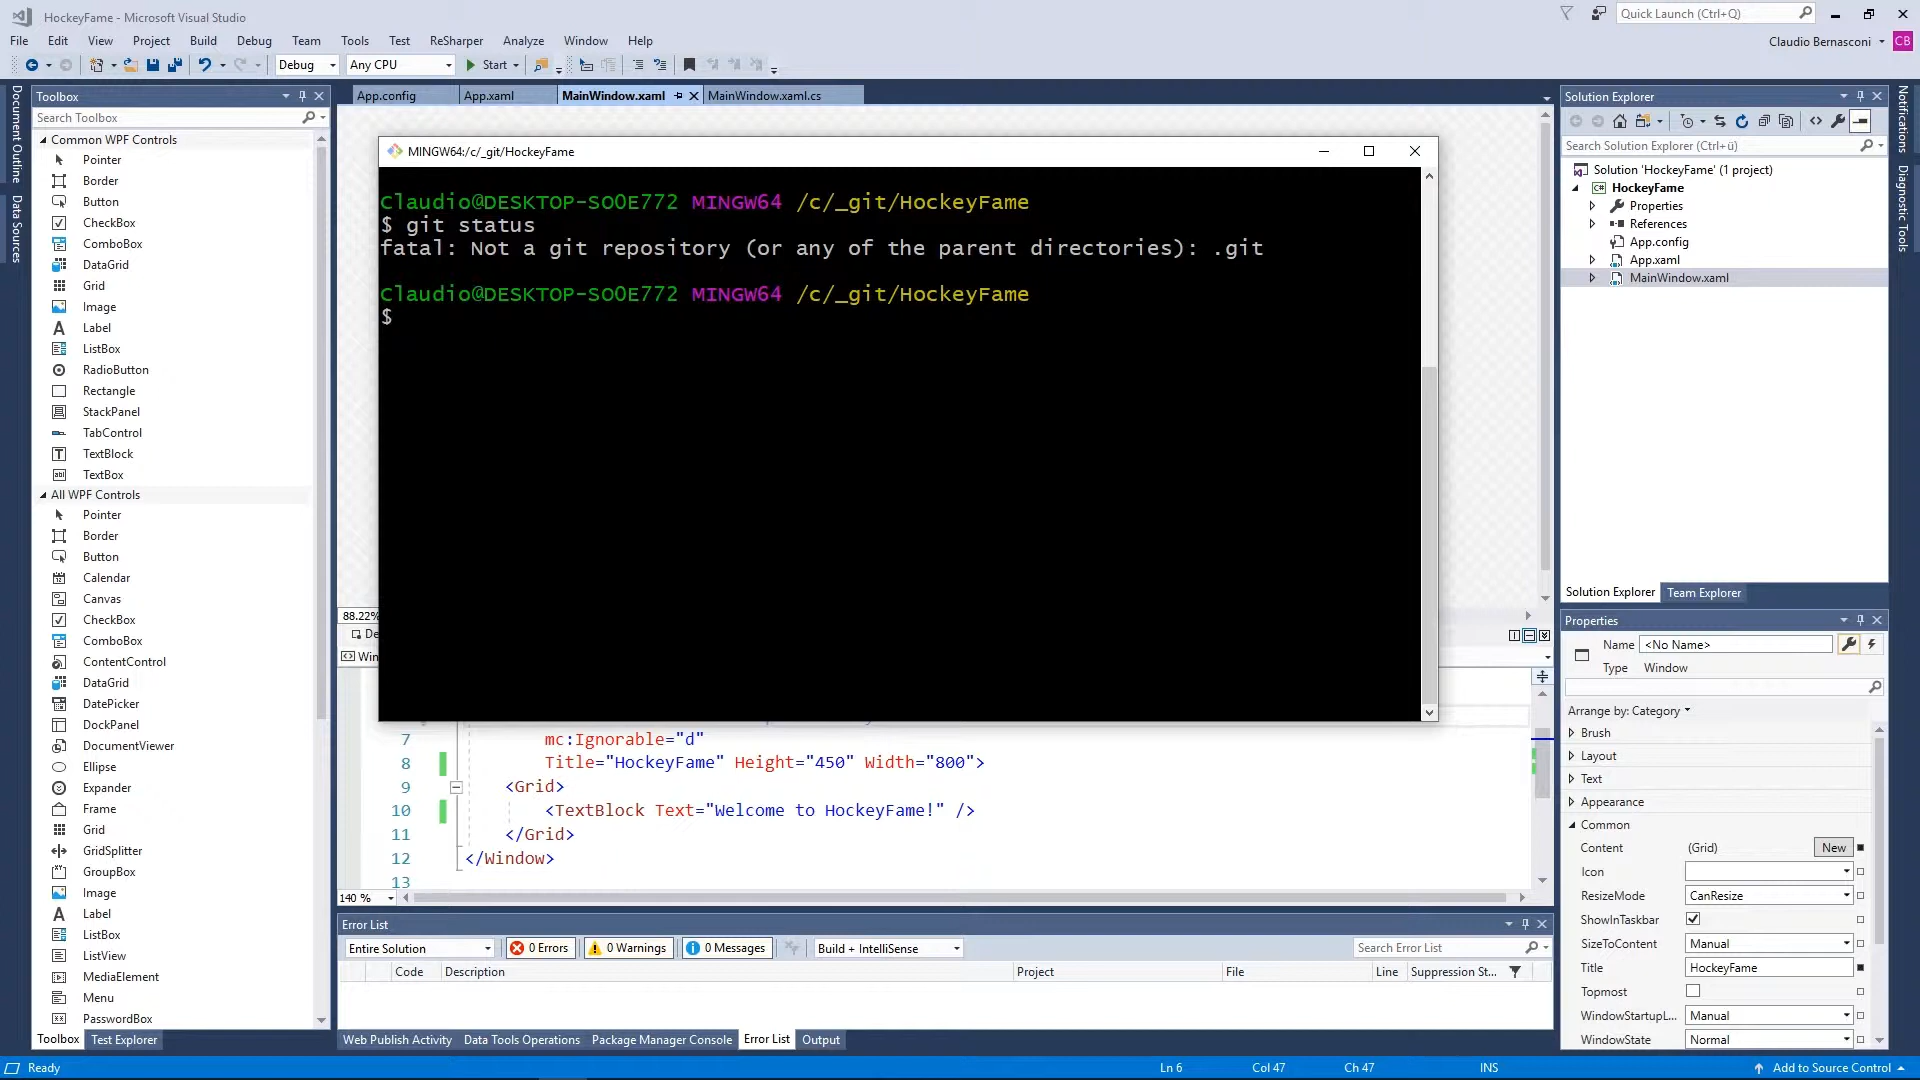 HockeyFame - Microsoft Visual Studio
Quick Launch (Ctrl+Q)
File Edit View Project Build Debug Team Tools Test ReSharper Analyze Window Help
Claudio Bernasconi CB
Debug Any CPU Start
Document Outline
Data Sources
Toolbox
Search Toolbox
Common WPF Controls
Pointer
Border
Button
CheckBox
ComboBox
DataGrid
Grid
Image
Label
ListBox
RadioButton
Rectangle
StackPanel
TabControl
TextBlock
TextBox
All WPF Controls
Pointer
Border
Button
Calendar
Canvas
CheckBox
ComboBox
ContentControl
DataGrid
DatePicker
DockPanel
DocumentViewer
Ellipse
Expander
Frame
Grid
GridSplitter
GroupBox
Image
Label
ListBox
ListView
MediaElement
Menu
PasswordBox
Toolbox Test Explorer
App.config App.xaml MainWindow.xaml MainWindow.xaml.cs
MINGW64:/c/_git/HockeyFame
Claudio@DESKTOP-SO0E772 MINGW64 /c/_git/HockeyFame
$ git status
fatal: Not a git repository (or any of the parent directories): .git
Claudio@DESKTOP-SO0E772 MINGW64 /c/_git/HockeyFame
$
88.22%
De
Win
7 mc:Ignorable="d"
8 Title="HockeyFame" Height="450" Width="800">
9 <Grid>
10 <TextBlock Text="Welcome to HockeyFame!" />
11 </Grid>
12 </Window>
13
140 %
Error List
Entire Solution 0 Errors 0 Warnings 0 Messages Build + IntelliSense Search Error List
Code Description Project File Line Suppression St...
Web Publish Activity Data Tools Operations Package Manager Console Error List Output
Solution Explorer
Search Solution Explorer (Ctrl+ü)
Solution 'HockeyFame' (1 project)
HockeyFame
Properties
References
App.config
App.xaml
MainWindow.xaml
Solution Explorer Team Explorer
Properties
Name <No Name>
Type Window
Arrange by: Category
Brush
Layout
Text
Appearance
Common
Content (Grid) New
Icon
ResizeMode CanResize
ShowInTaskbar
SizeToContent Manual
Title HockeyFame
Topmost
WindowStartupL... Manual
WindowState Normal
Notifications
Diagnostic Tools
Ready Ln 6 Col 47 Ch 47 INS Add to Source Control